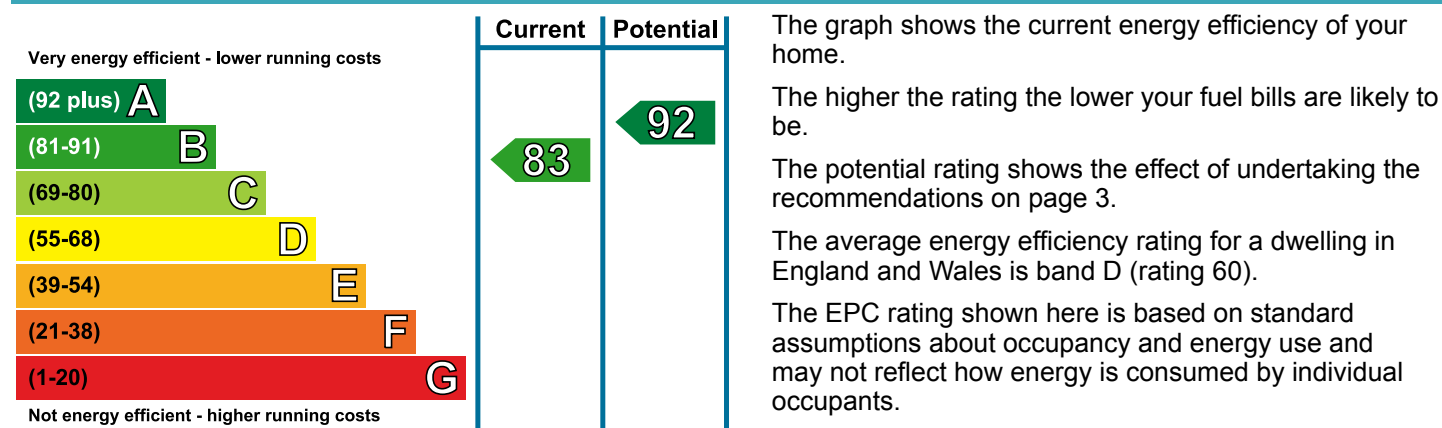 Current Potential
Very energy efficient - lower running costs
(92 plus) A
(81-91) B
(69-80) C
(55-68) D
(39-54) E
(21-38) F
(1-20) G
Not energy efficient - higher running costs
83
92
The graph shows the current energy efficiency of your
home.
The higher the rating the lower your fuel bills are likely to
be.
The potential rating shows the effect of undertaking the
recommendations on page 3.
The average energy efficiency rating for a dwelling in
England and Wales is band D (rating 60).
The EPC rating shown here is based on standard
assumptions about occupancy and energy use and
may not reflect how energy is consumed by individual
occupants.